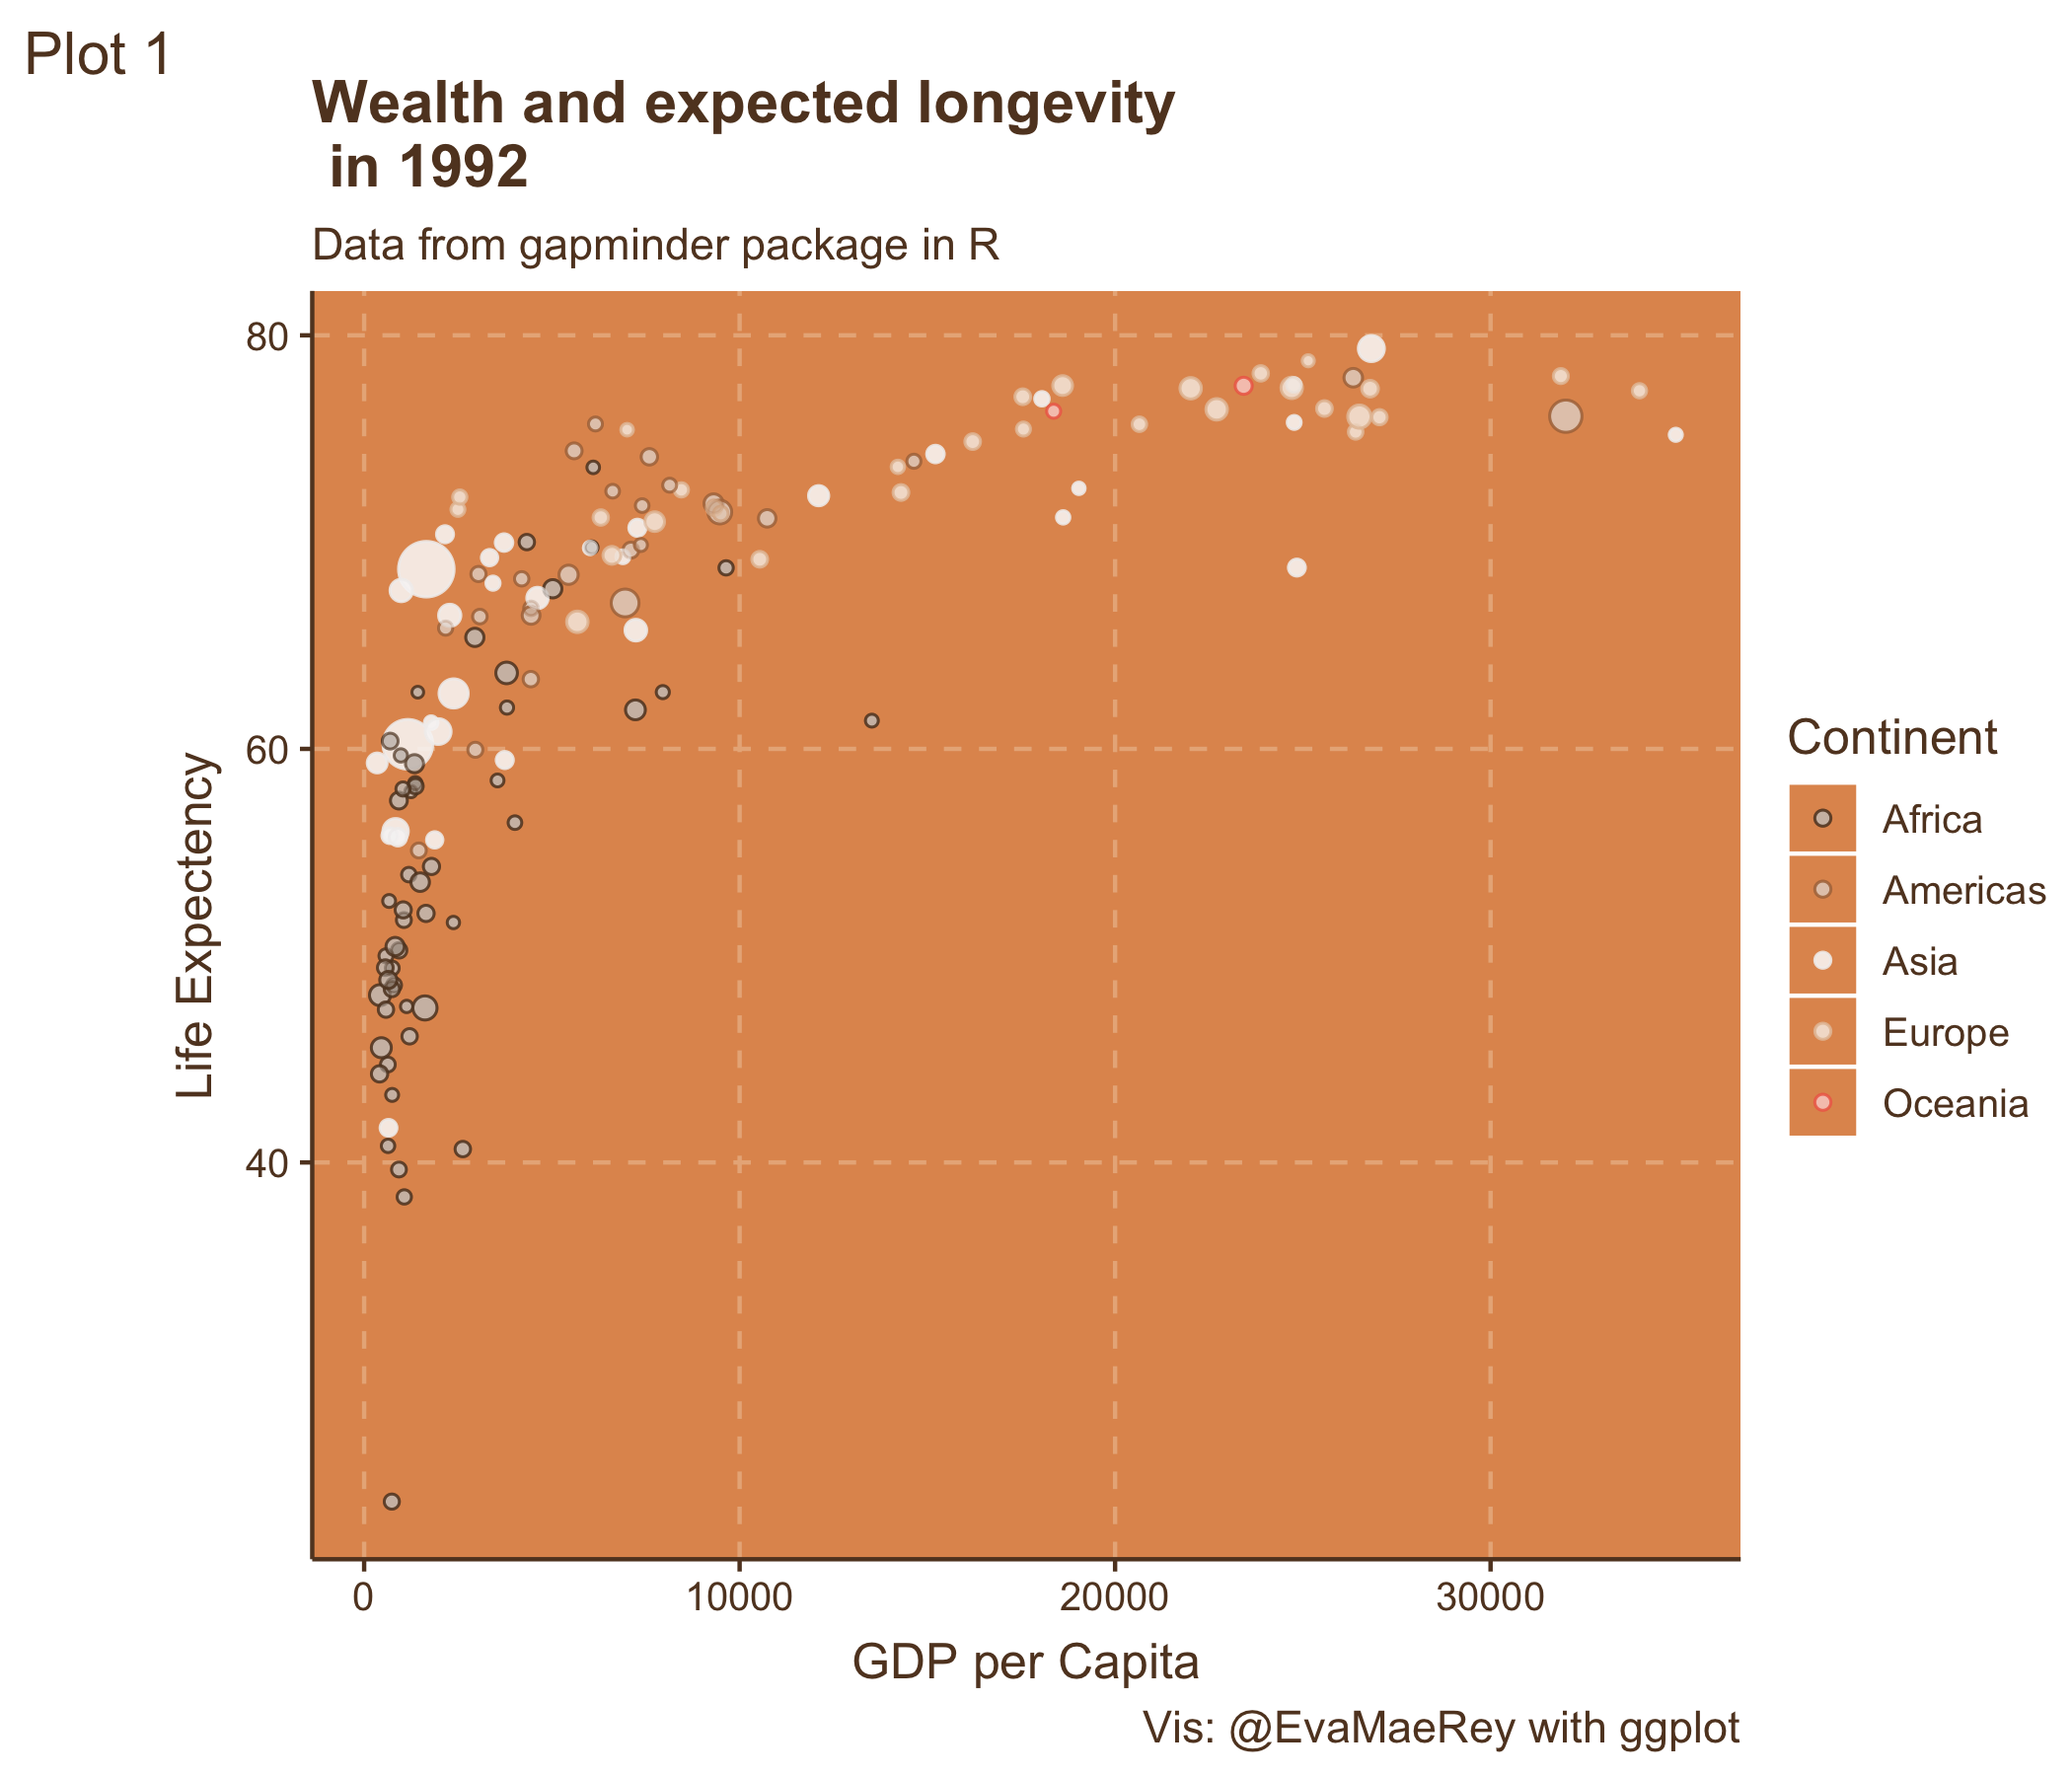 Plot 1
Wealth and expected longevity
in 1992
Data from gapminder package in R
80
60
40
Life Expectency
0
10000
20000
30000
GDP per Capita
Continent
Africa
Americas
Asia
Europe
Oceania
Vis: @EvaMaeRey with ggplot